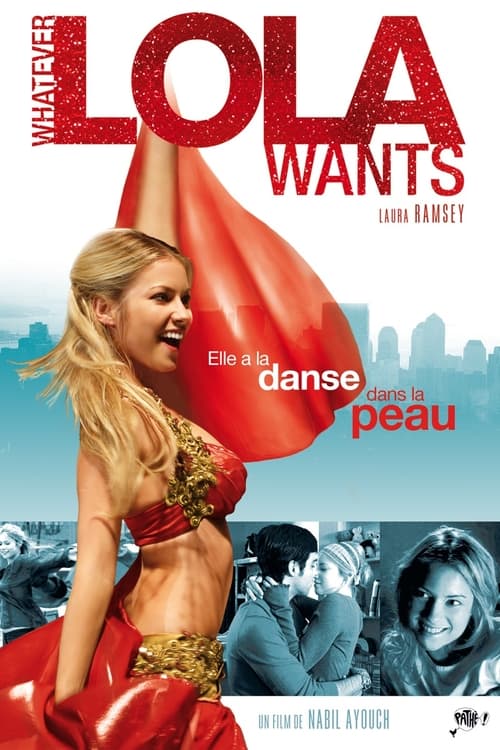 WHATEVER
LOLA
WANTS
LAURA RAMSEY
Elle a la
danse
dans la
peau
UN FILM DE NABIL AYOUCH
PATHÉ!